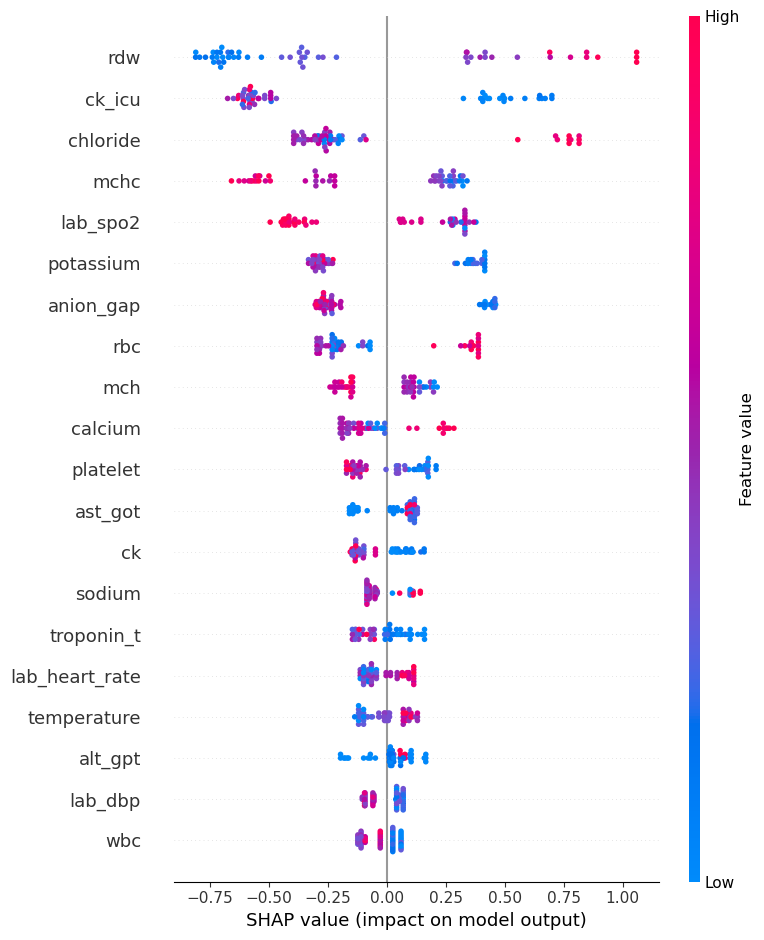 High
rdw
ck_icu
chloride
mchc
lab_spo2
potassium
anion_gap
rbc
mch
calcium
platelet
ast_got
ck
sodium
troponin_t
lab_heart_rate
temperature
alt_gpt
lab_dbp
wbc
Feature value
Low
−0.75 −0.50 −0.25 0.00 0.25 0.50 0.75 1.00
SHAP value (impact on model output)